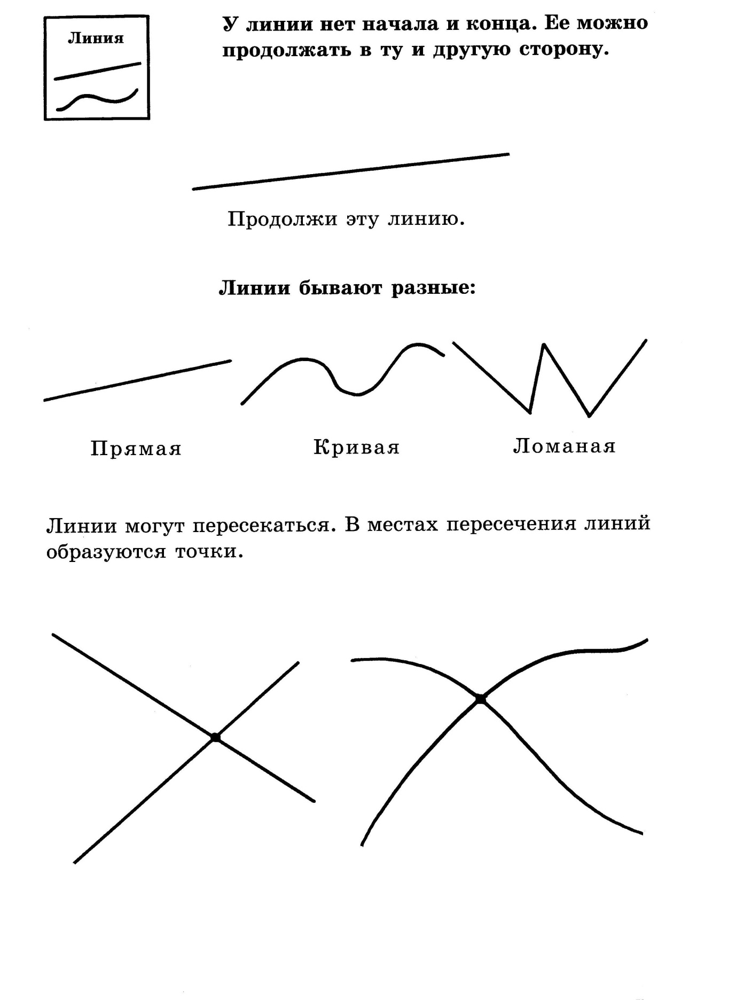 Линия
У линии нет начала и конца. Ее можно
продолжать в ту и другую сторону.
Продолжи эту линию.
Линии бывают разные:
Прямая
Кривая
Ломаная
Линии могут пересекаться. В местах пересечения линий
образуются точки.